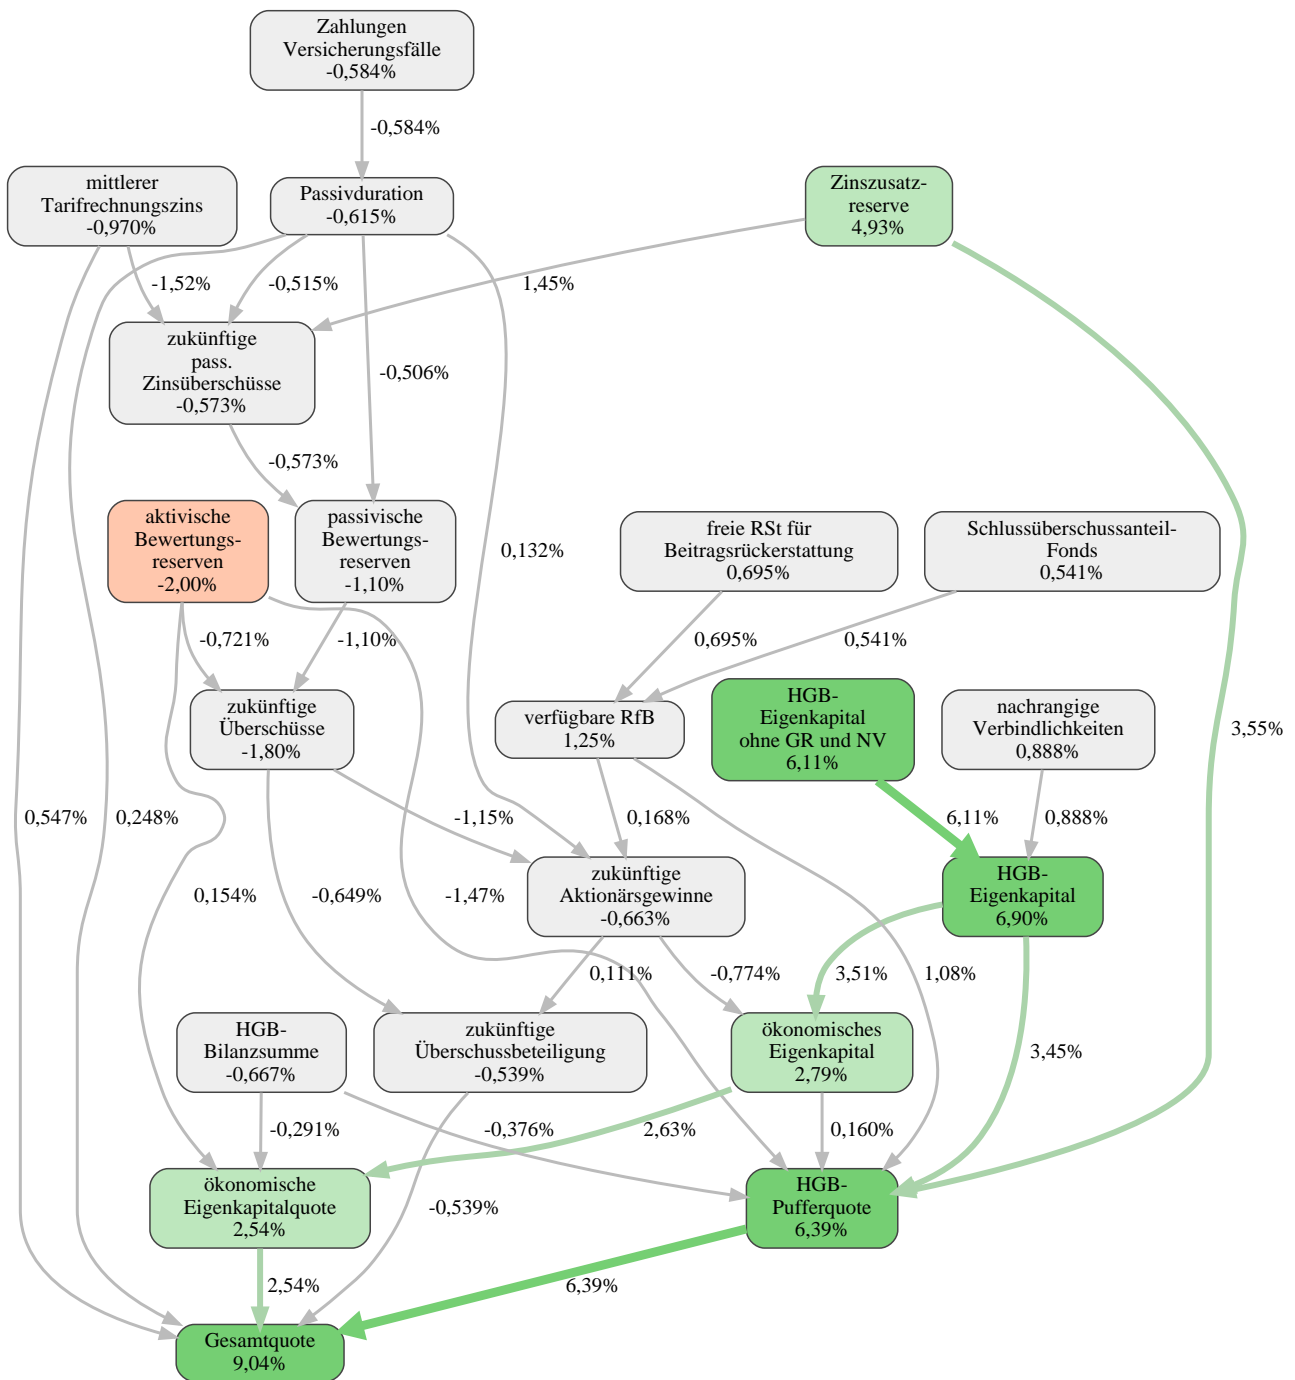 Zahlungen
Versicherungsfälle
-0,584%
-0,584%
mittlerer
Tarifrechnungszins
-0,970%
Passivduration
-0,615%
Zinszusatz-
reserve
4,93%
-1,52%
-0,515%
1,45%
zukünftige
pass.
Zinsüberschüsse
-0,573%
-0,506%
-0,573%
aktivische
Bewertungs-
reserven
-2,00%
passivische
Bewertungs-
reserven
-1,10%
0,132%
freie RSt für
Beitragsrückerstattung
0,695%
Schlussüberschussanteil-
Fonds
0,541%
-0,721%
-1,10%
0,695%
0,541%
zukünftige
Überschüsse
-1,80%
verfügbare RfB
1,25%
HGB-
Eigenkapital
ohne GR und NV
6,11%
nachrangige
Verbindlichkeiten
0,888%
3,55%
0,547%
0,248%
-1,15%
0,168%
6,11%
0,888%
0,154%
-0,649%
-1,47%
zukünftige
Aktionärsgewinne
-0,663%
HGB-
Eigenkapital
6,90%
0,111%
-0,774%
3,51%
1,08%
HGB-
Bilanzsumme
-0,667%
zukünftige
Überschussbeteiligung
-0,539%
ökonomisches
Eigenkapital
2,79%
3,45%
-0,291%
-0,376%
2,63%
0,160%
ökonomische
Eigenkapitalquote
2,54%
-0,539%
HGB-
Pufferquote
6,39%
2,54%
6,39%
Gesamtquote
9,04%